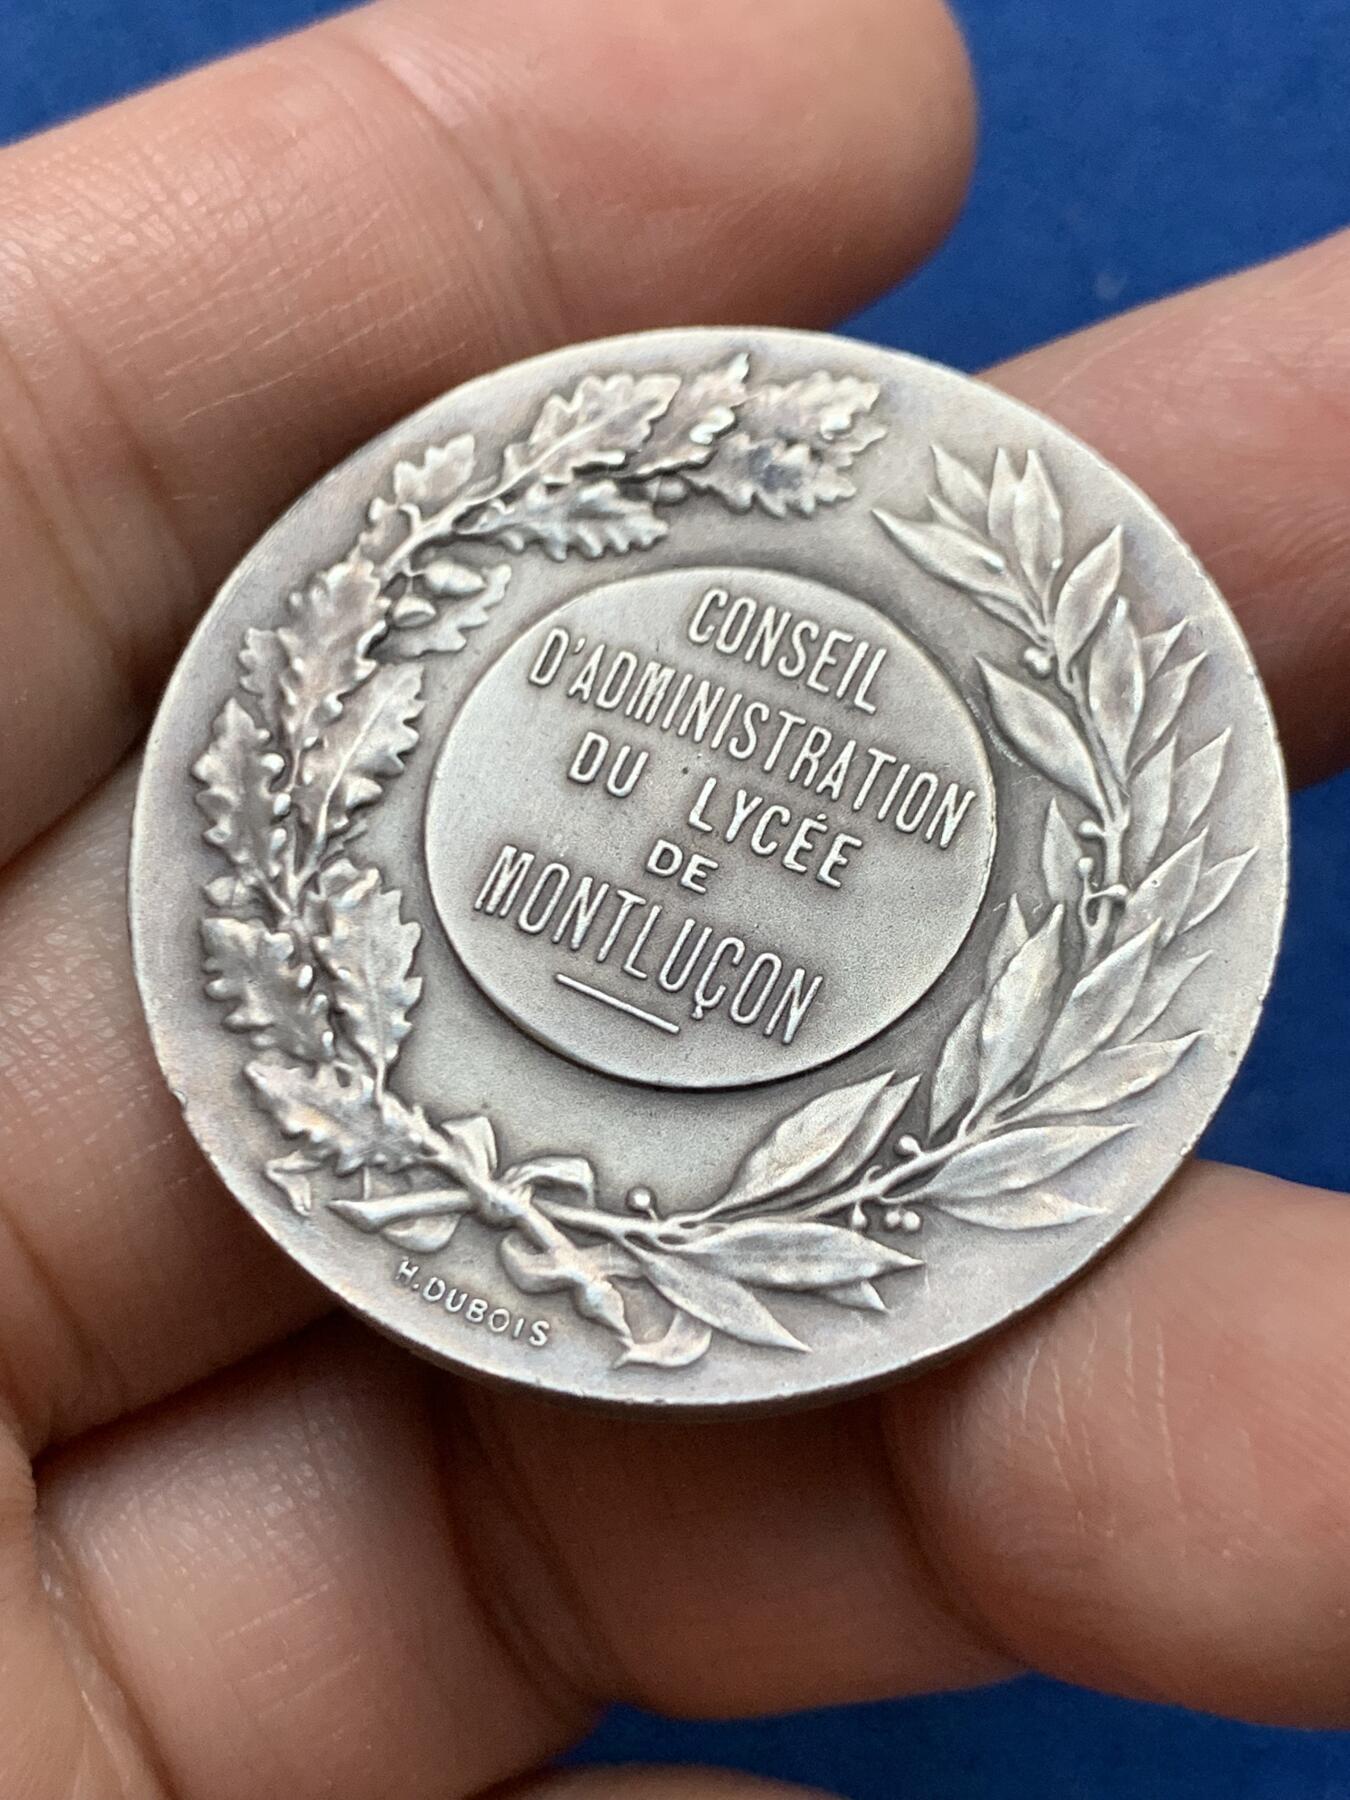 CONSEIL
D'ADMINISTRATION
DU LYCÉE
DE
MONTLUÇON
H.DUBOIS